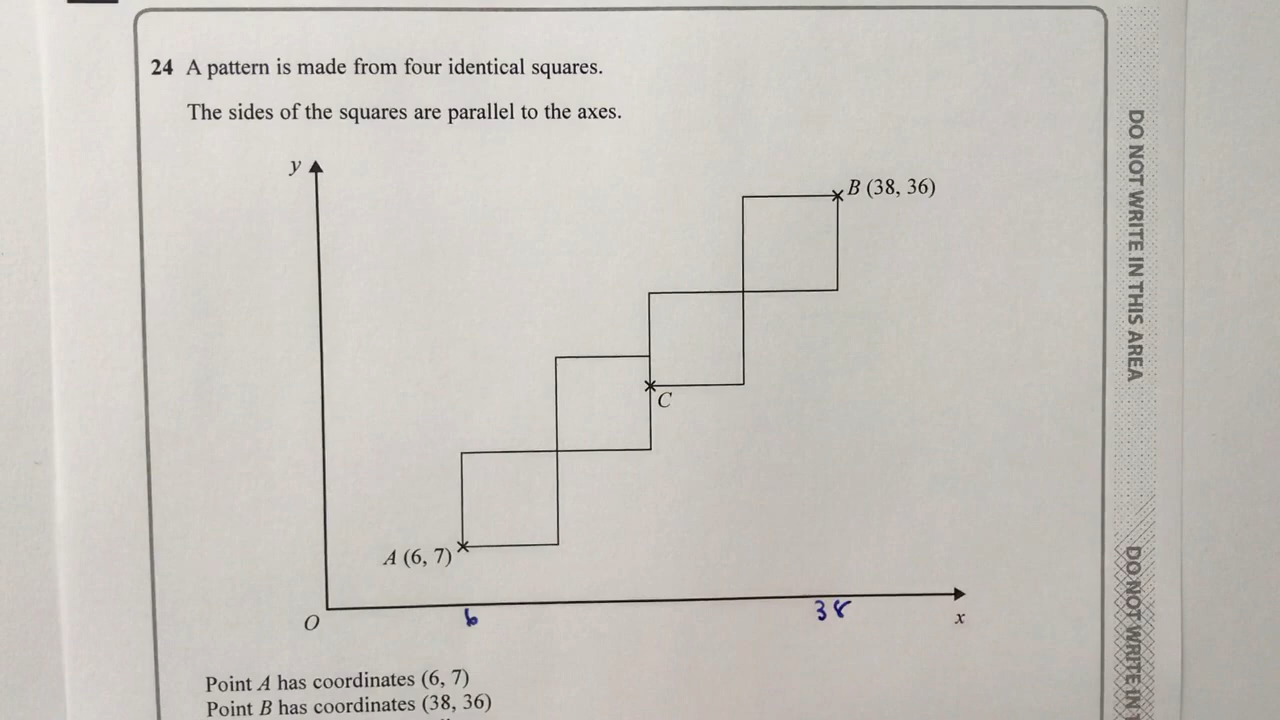 24 A pattern is made from four identical squares.
The sides of the squares are parallel to the axes.
y
B (38, 36)
C
A (6, 7)
O
6
38
x
Point A has coordinates (6, 7)
Point B has coordinates (38, 36)
DO NOT WRITE IN THIS AREA
DO NOT WRITE IN